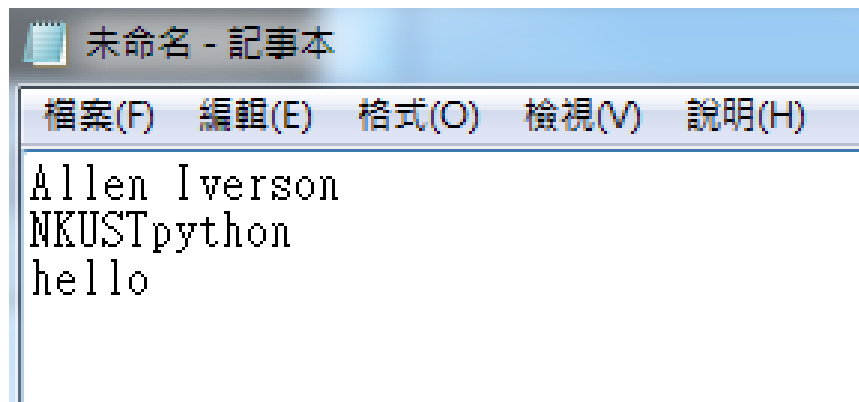 未命名 - 記事本
檔案(F) 編輯(E) 格式(O) 檢視(V) 說明(H)
Allen Iverson
NKUSTpython
hello